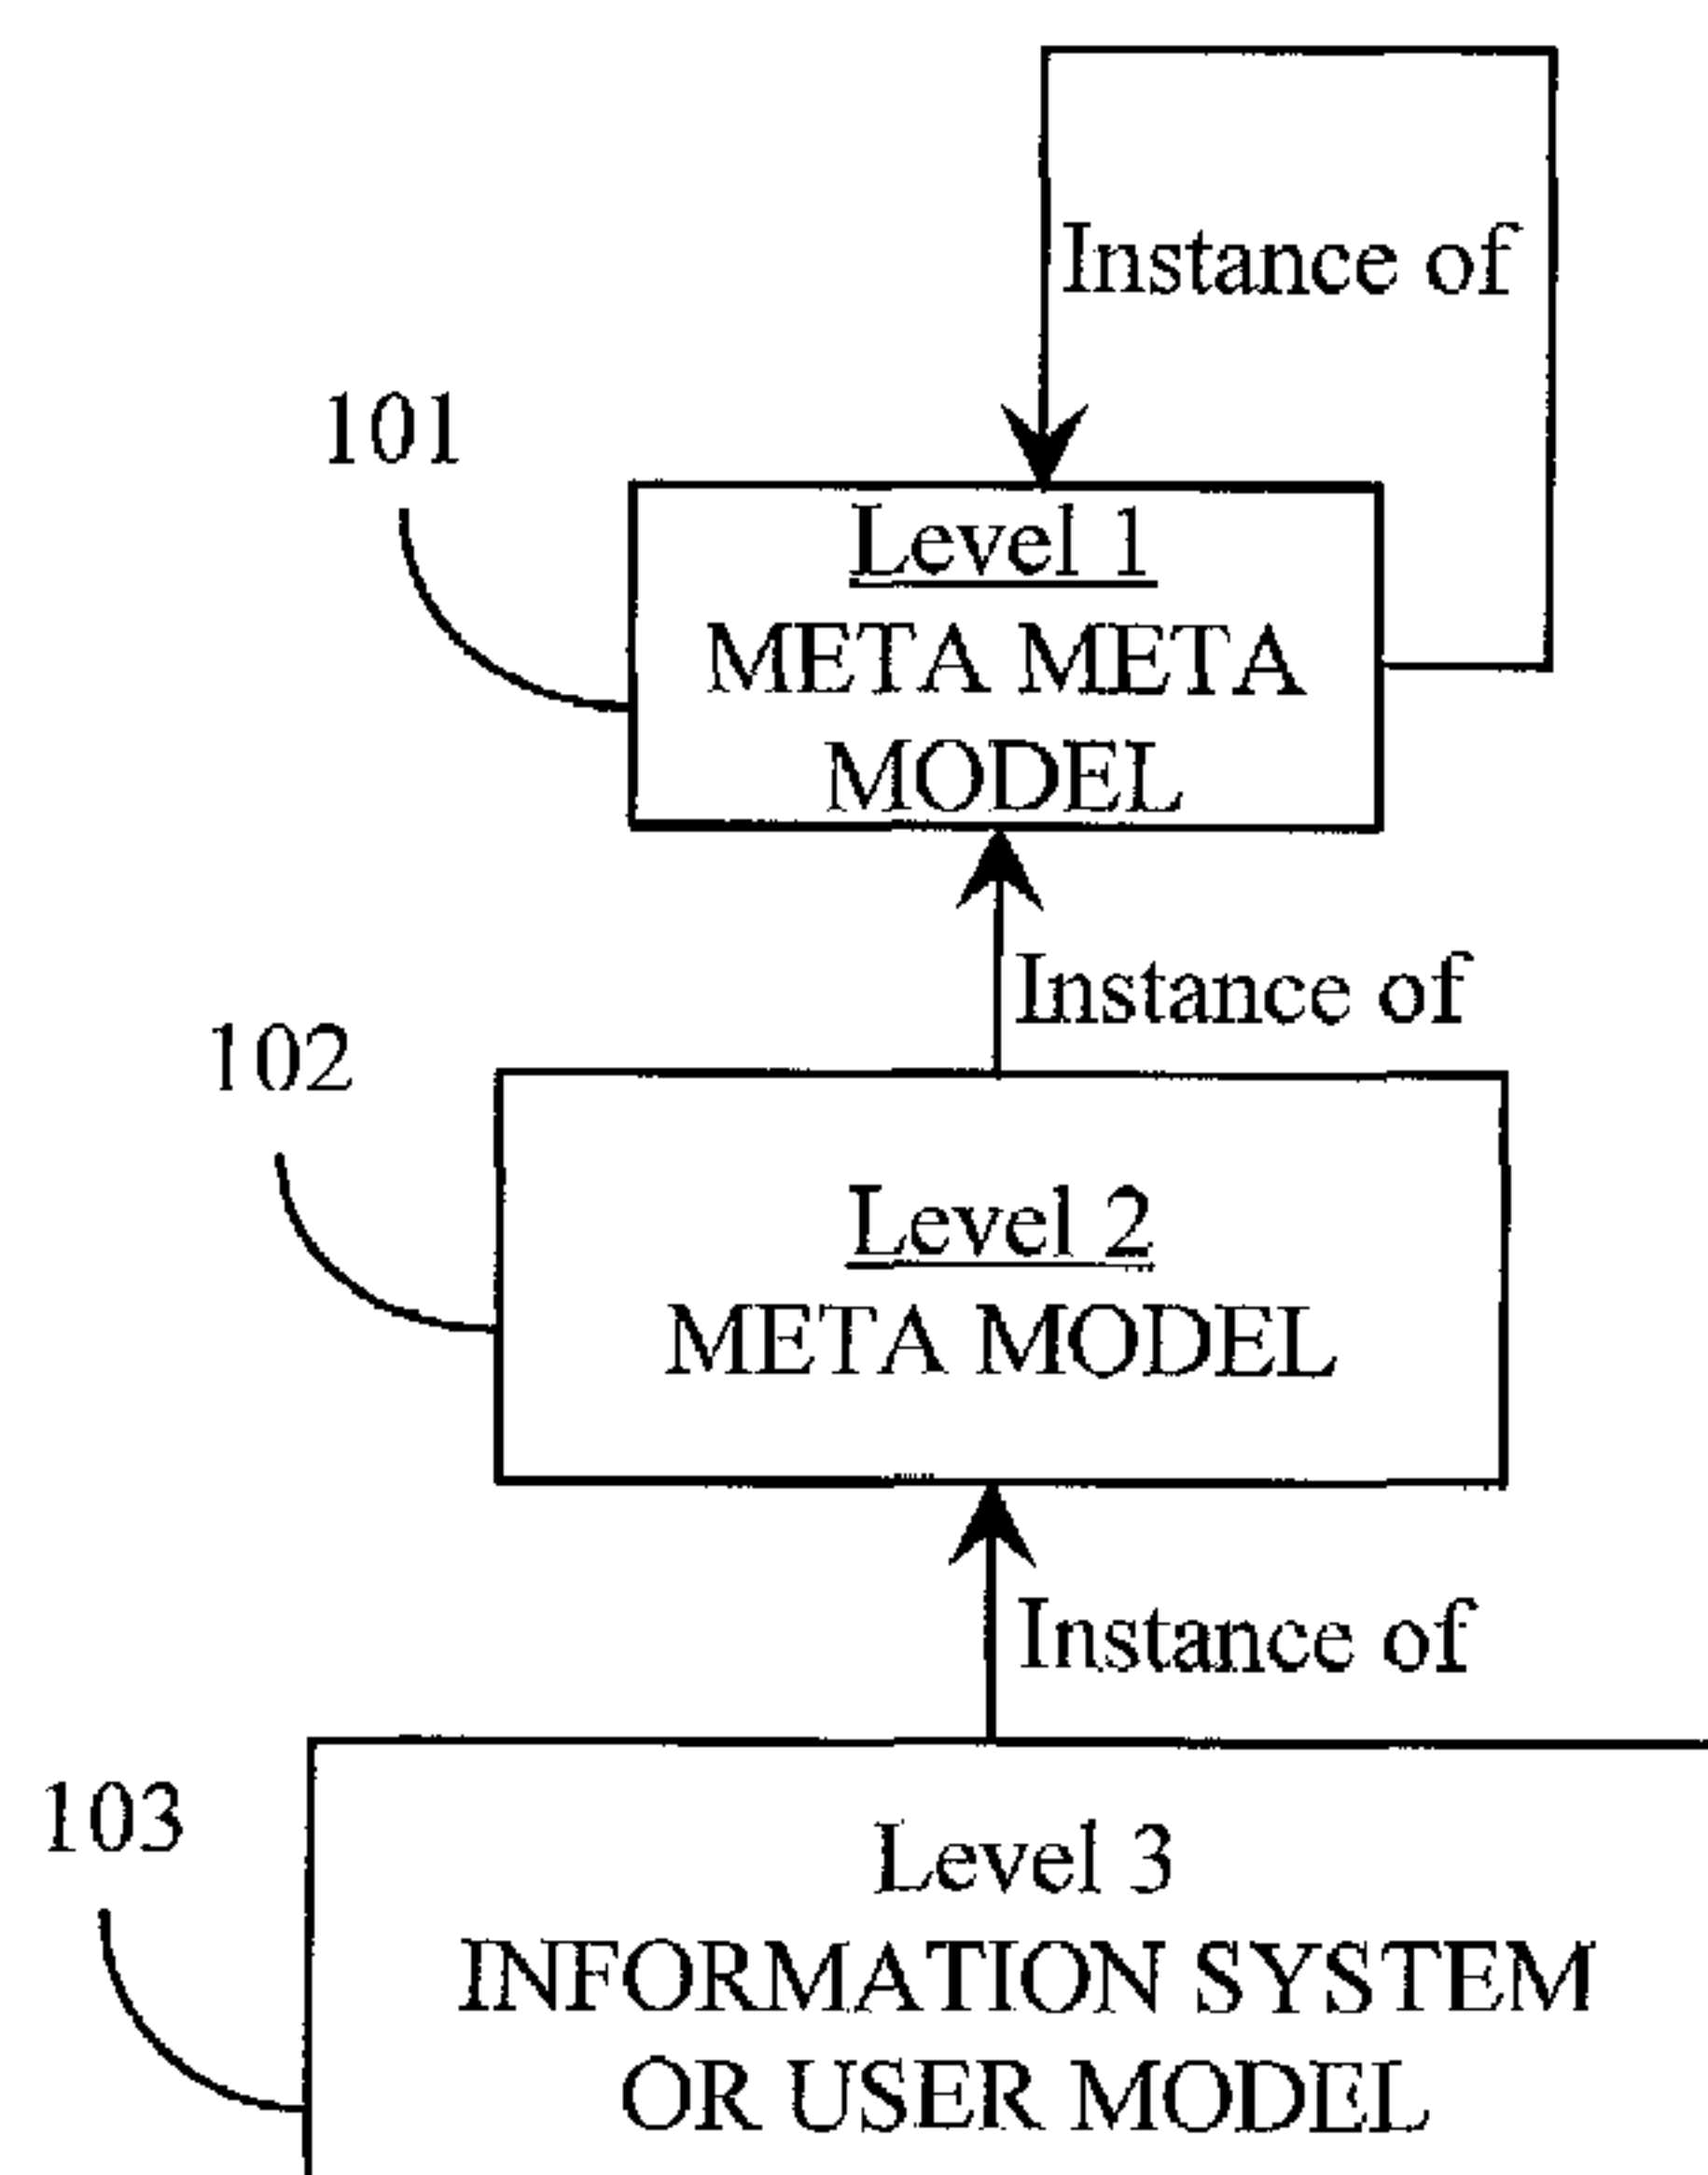 Instance of
101
Level 1
META META
MODEL
Instance of
102
Level 2
META MODEL
Instance of
103
Level 3
INFORMATION SYSTEM
OR USER MODEL